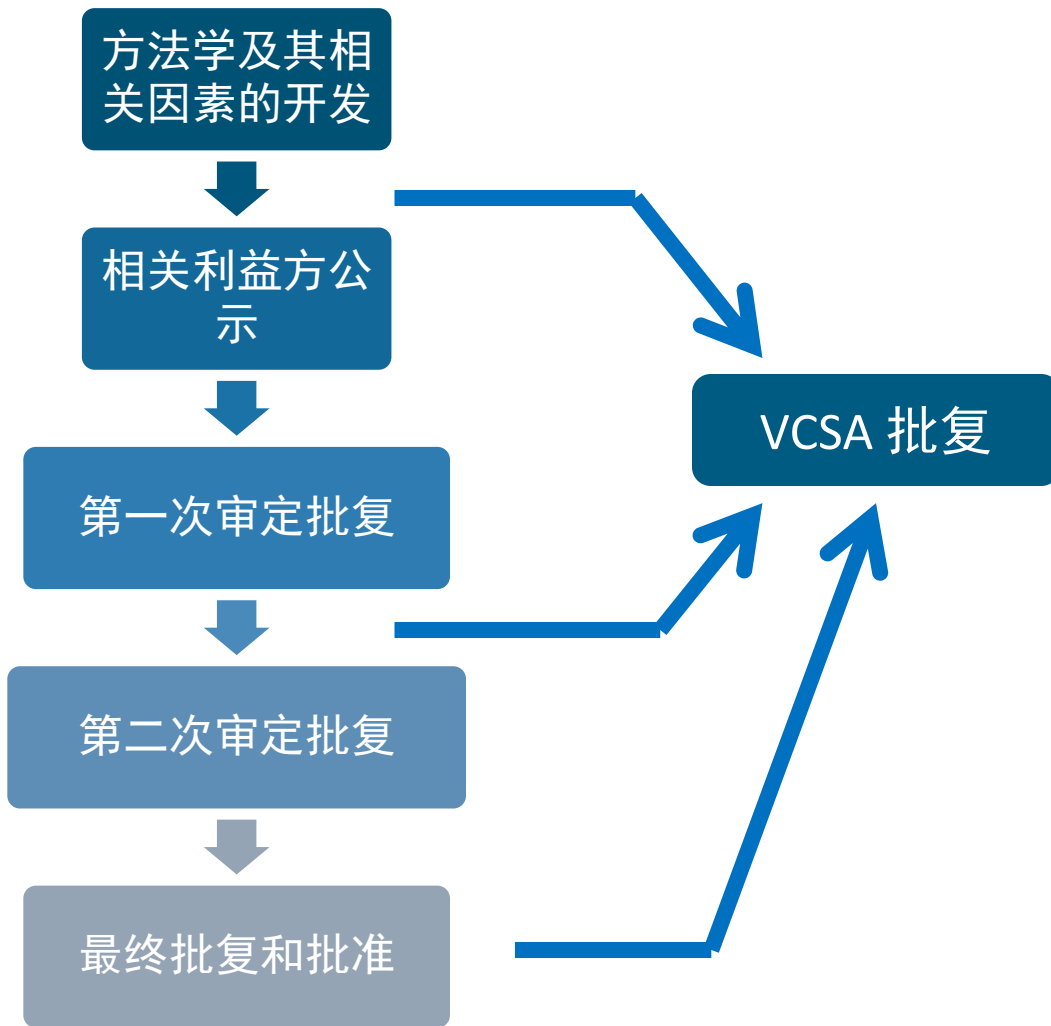 方法学及其相
关因素的开发
相关利益方公
示
第一次审定批复
第二次审定批复
最终批复和批准
VCSA 批复